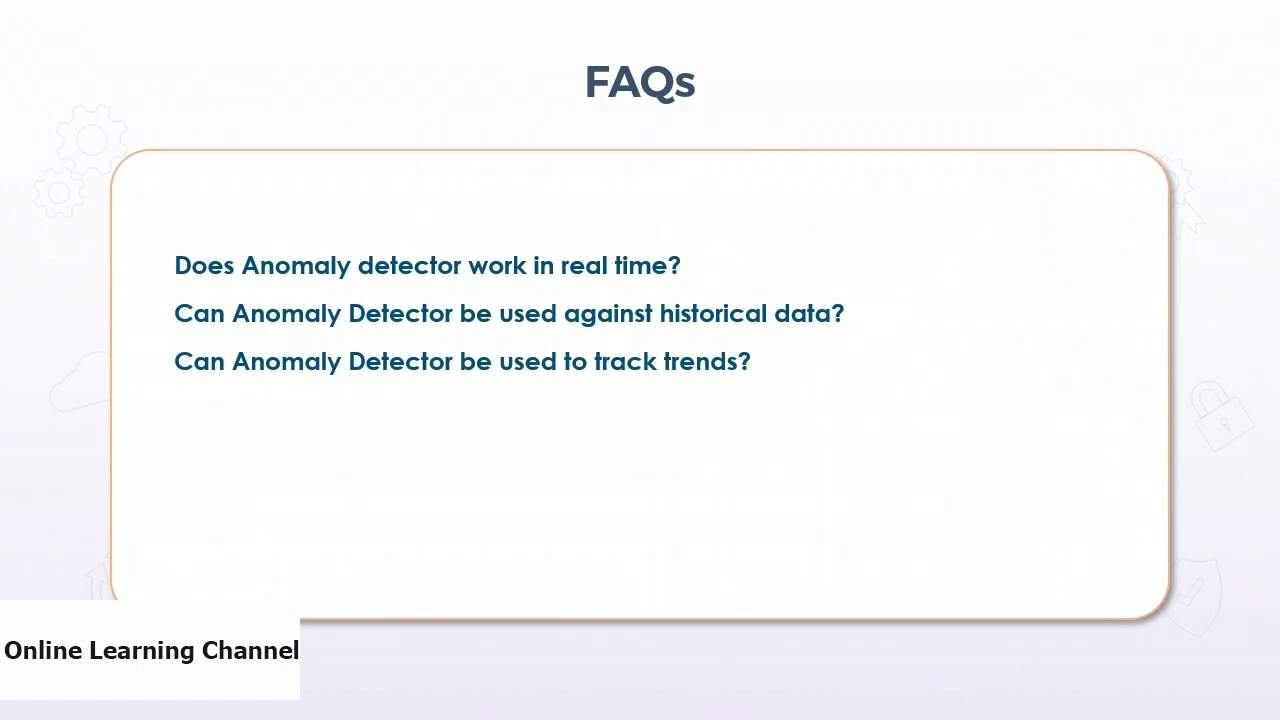 FAQs
Does Anomaly detector work in real time?
Can Anomaly Detector be used against historical data?
Can Anomaly Detector be used to track trends?
Online Learning Channel